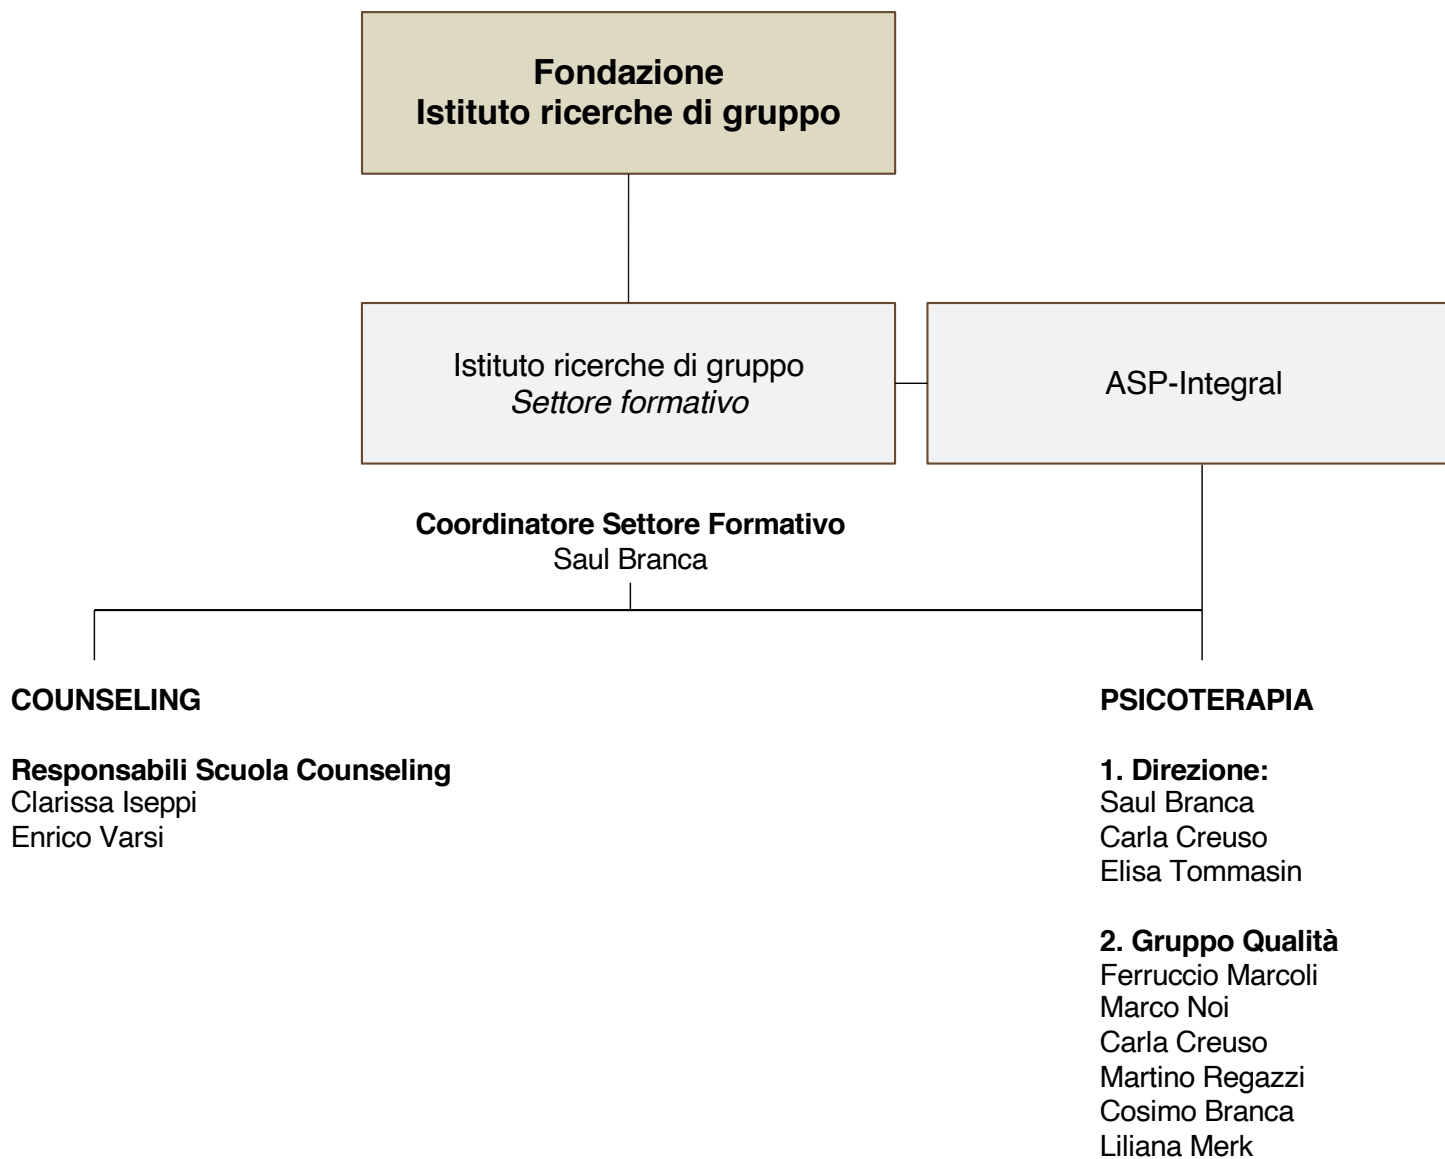 Fondazione
Istituto ricerche di gruppo
Istituto ricerche di gruppo
Settore formativo
ASP-Integral
Coordinatore Settore Formativo
Saul Branca
COUNSELING
Responsabili Scuola Counseling
Clarissa Iseppi
Enrico Varsi
PSICOTERAPIA
1. Direzione:
Saul Branca
Carla Creuso
Elisa Tommasin
2. Gruppo Qualità
Ferruccio Marcoli
Marco Noi
Carla Creuso
Martino Regazzi
Cosimo Branca
Liliana Merk